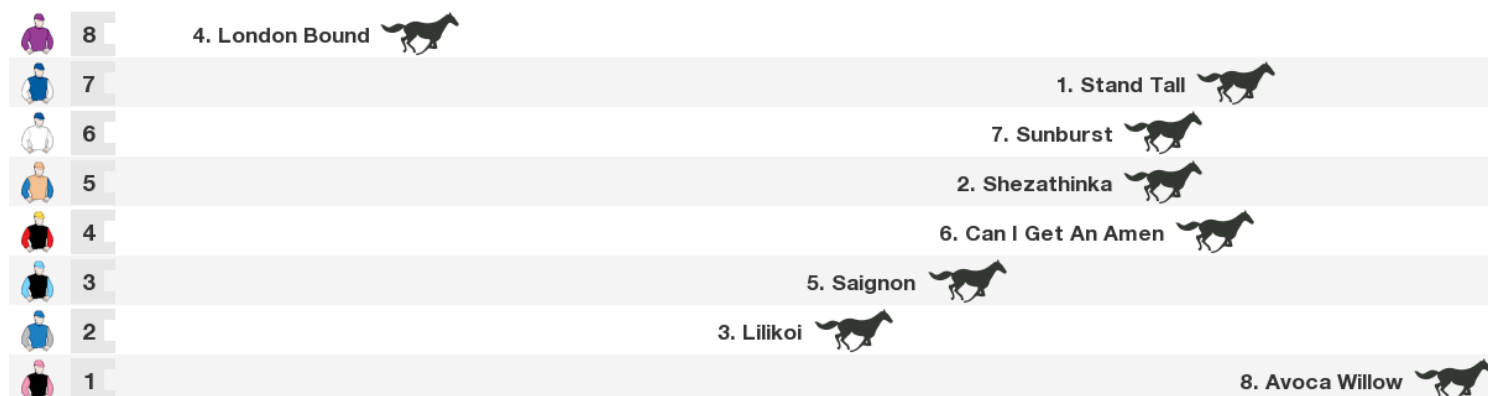 8 4. London Bound
7 1. Stand Tall
6 7. Sunburst
5 2. Shezathinka
4 6. Can I Get An Amen
3 5. Saignon
2 3. Lilikoi
1 8. Avoca Willow